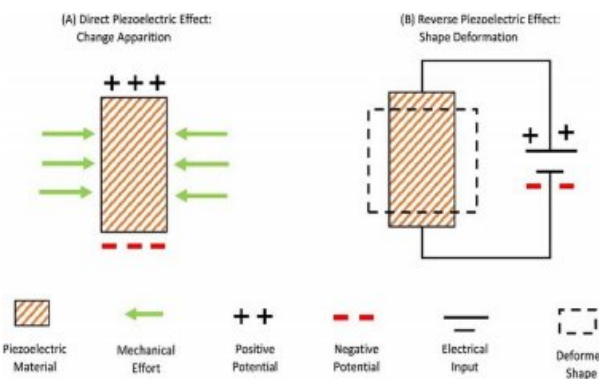 (A) Direct Piezoelectric Effect:
Change Apparition
(B) Reverse Piezoelectric Effect:
Shape Deformation
+ + +
+ +
Piezoelectric
Material
Mechanical
Effort
+ +
Positive
Potential
Negative
Potential
Electrical
Input
Deforme
Shape